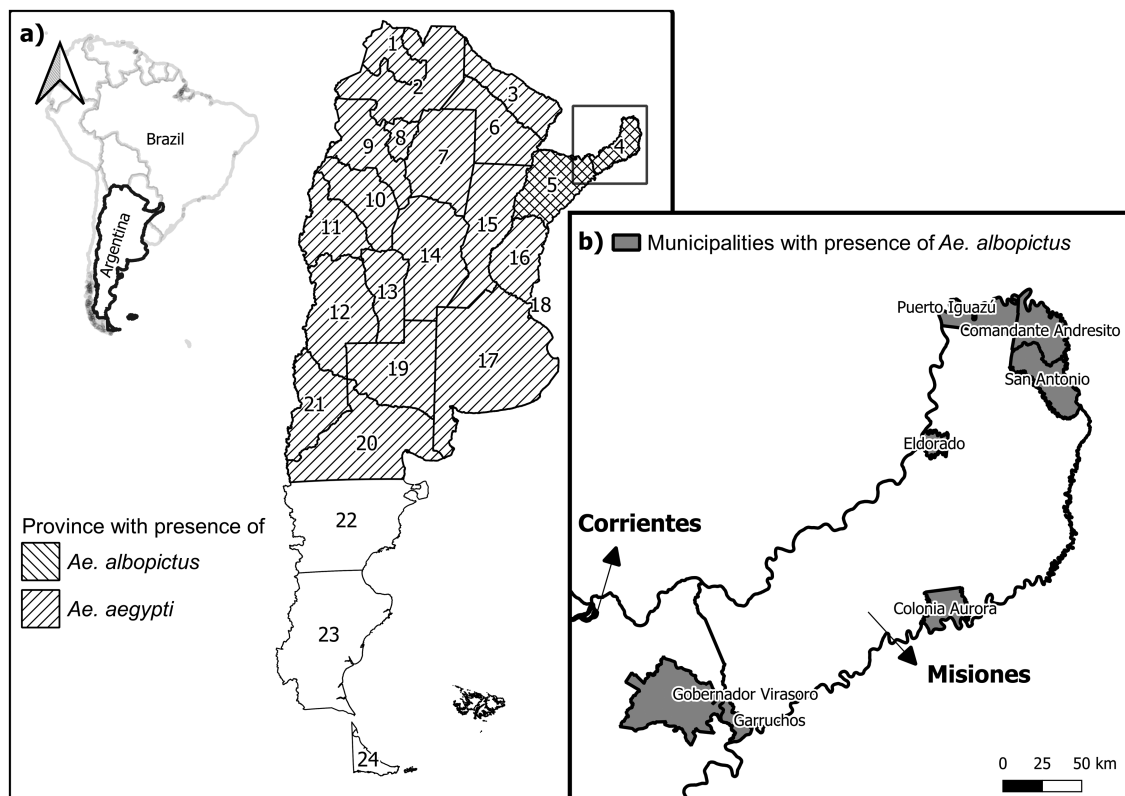 a)
Brazil
Argentina
1
2
3
4
5
6
7
8
9
10
11
12
13
14
15
16
17
18
19
20
21
22
23
24
Province with presence of
Ae. albopictus
Ae. aegypti
b) Municipalities with presence of Ae. albopictus
Puerto Iguazú
Comandante Andresito
San Antonio
Eldorado
Corrientes
Colonia Aurora
Misiones
Gobernador Virasoro
Garruchos
0 25 50 km